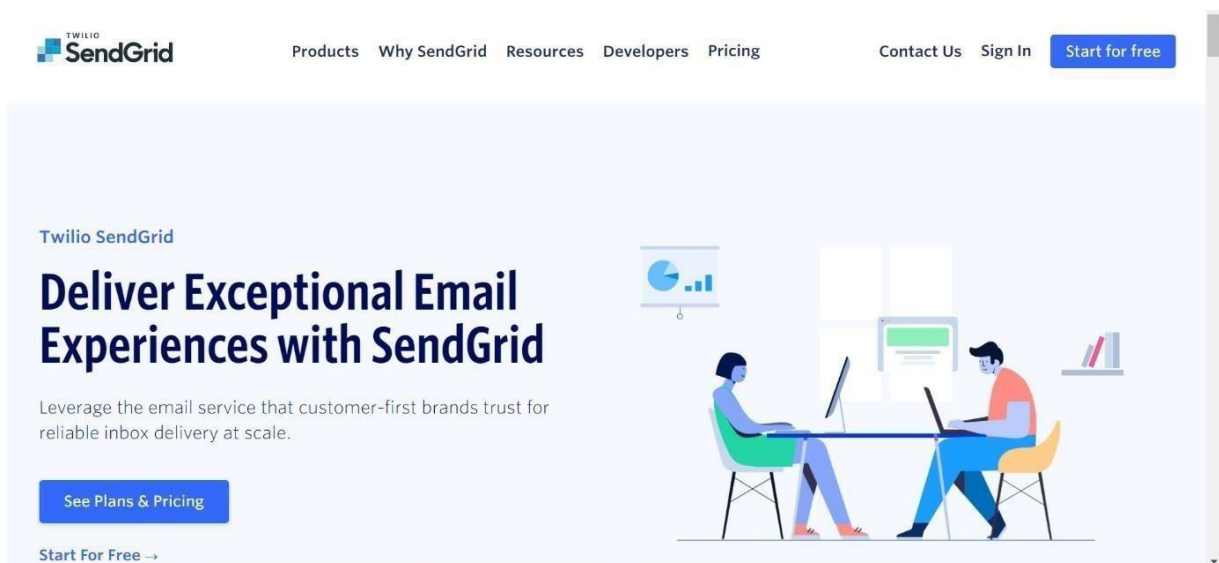 TWILIO
SendGrid
Products Why SendGrid Resources Developers Pricing Contact Us Sign In Start for free
Twilio SendGrid
Deliver Exceptional Email
Experiences with SendGrid
Leverage the email service that customer-first brands trust for
reliable inbox delivery at scale.
See Plans & Pricing
Start For Free →